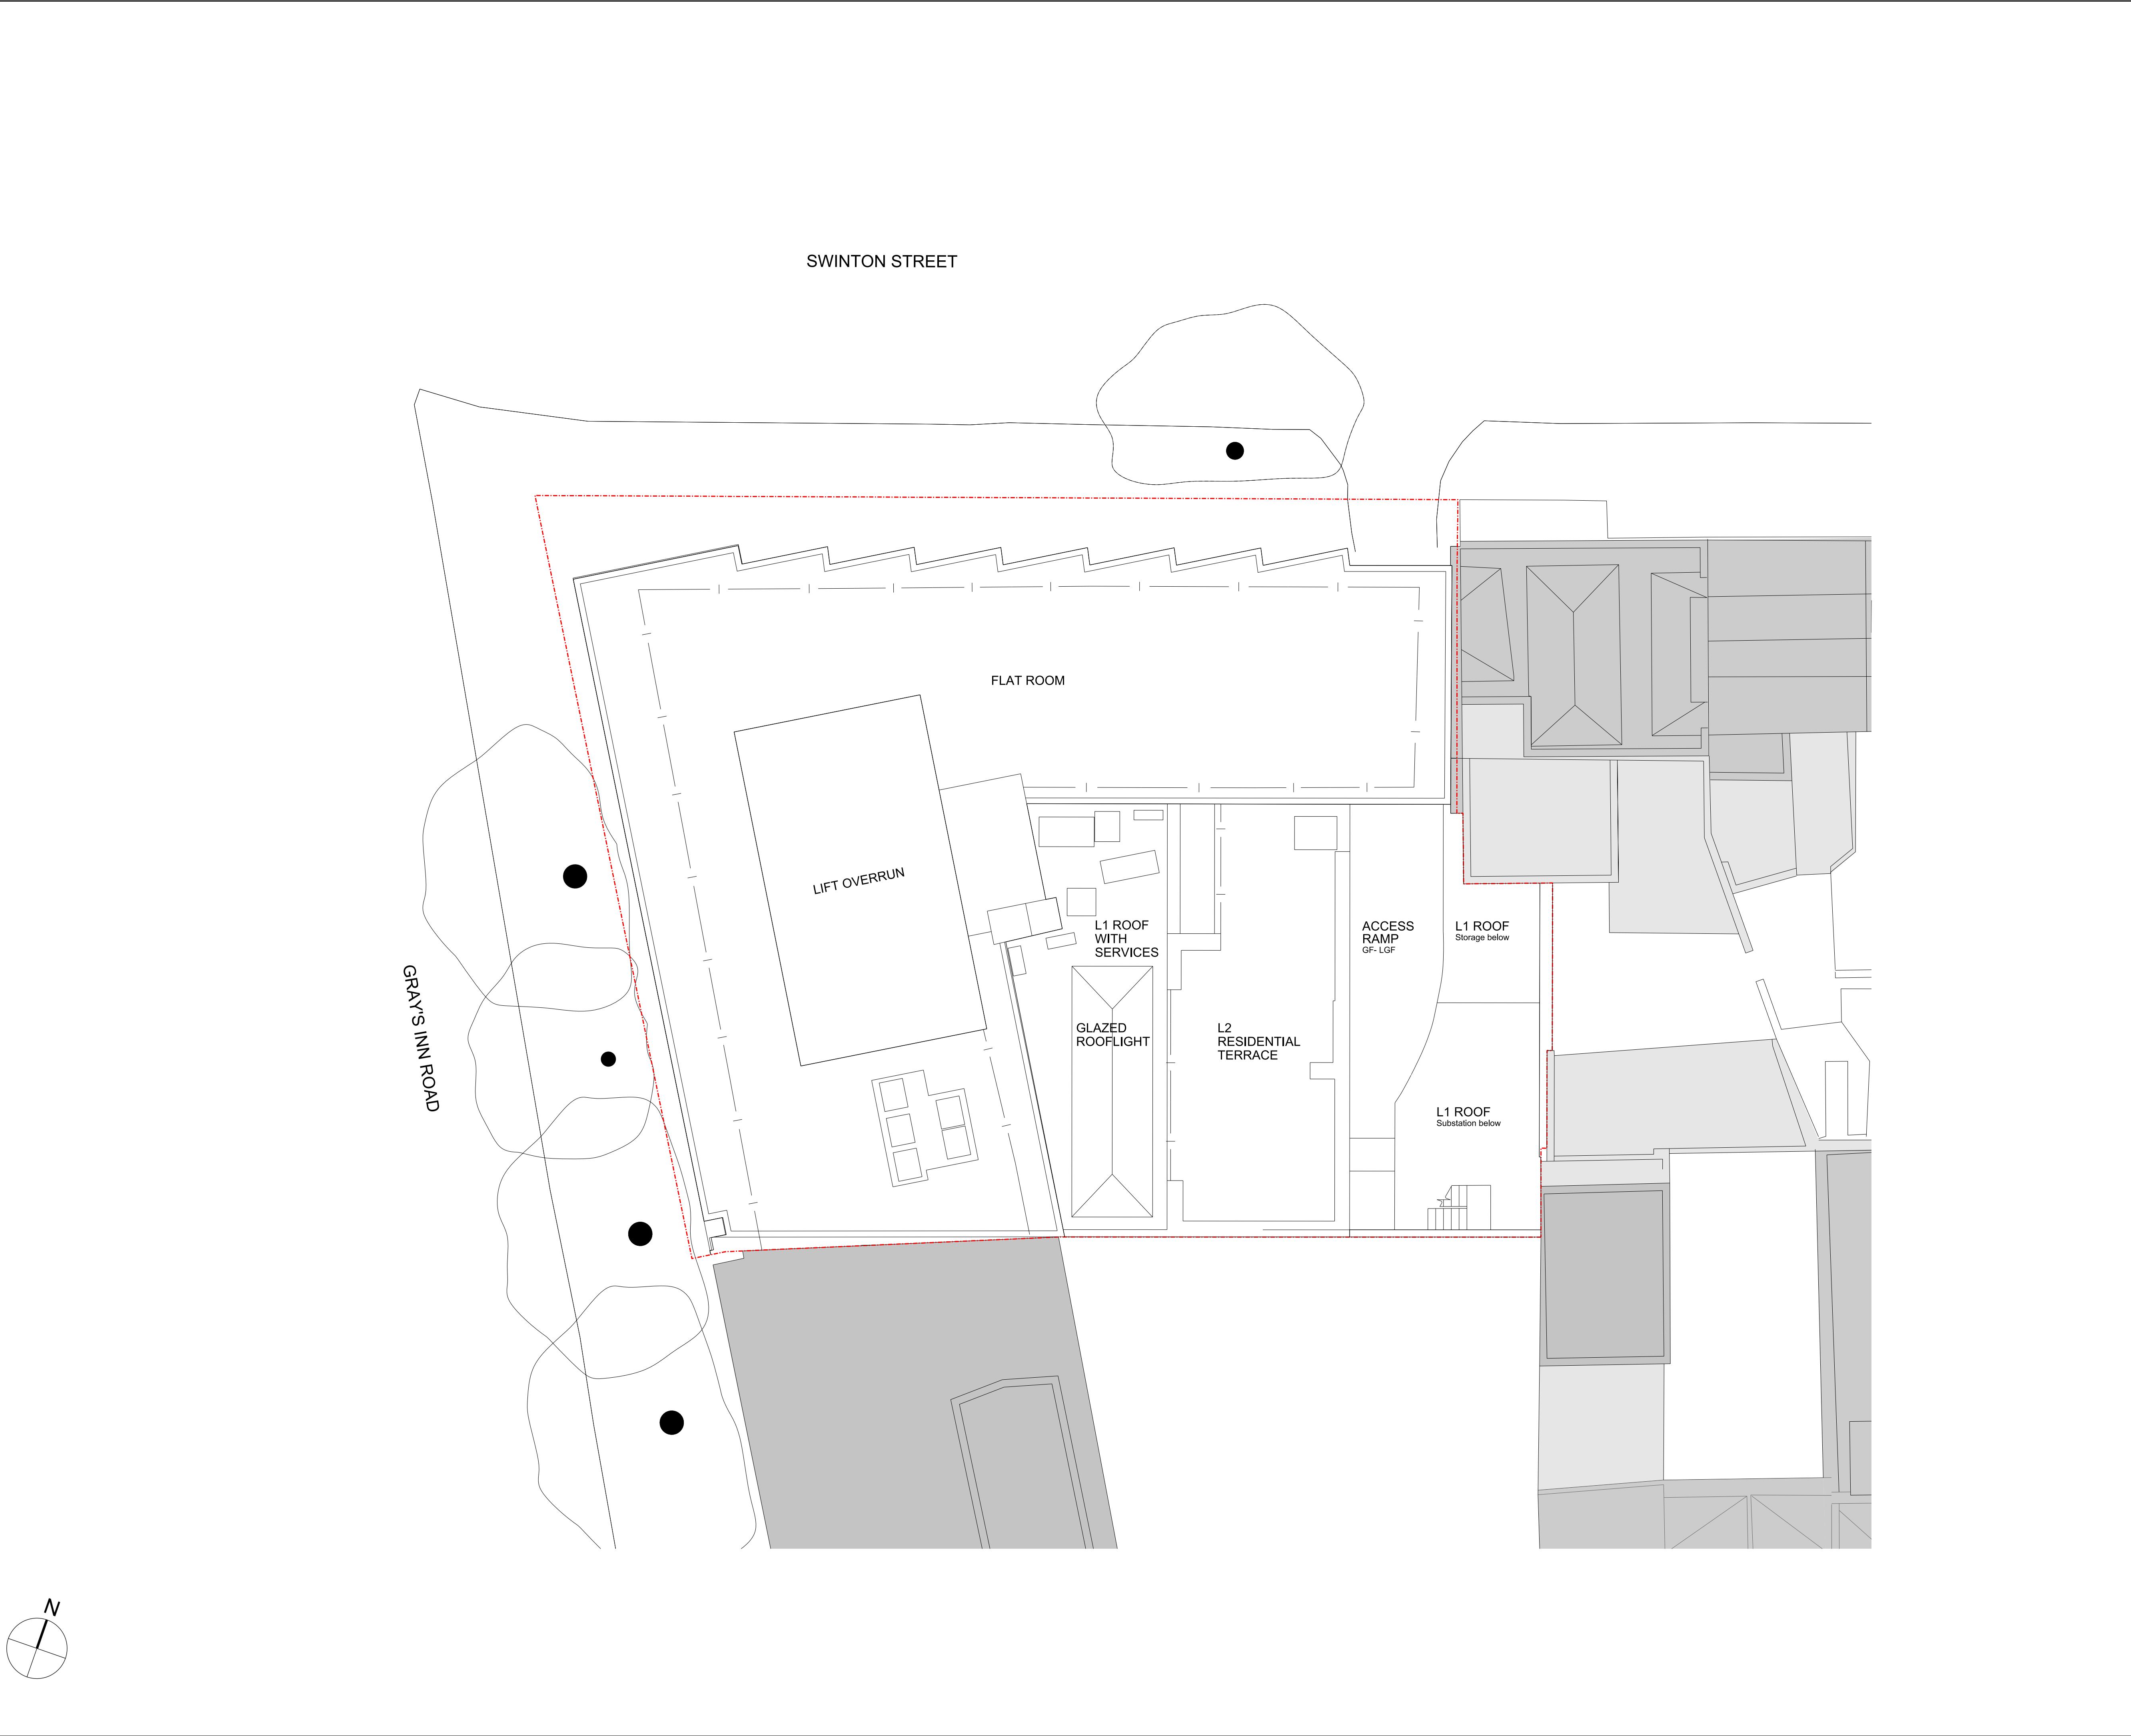 SWINTON STREET
FLAT ROOM
LIFT OVERRUN
L1 ROOF
WITH
SERVICES
ACCESS
RAMP
GF- LGF
L1 ROOF
Storage below
GRAY'S INN ROAD
GLAZED
ROOFLIGHT
L2
RESIDENTIAL
TERRACE
L1 ROOF
Substation below
N